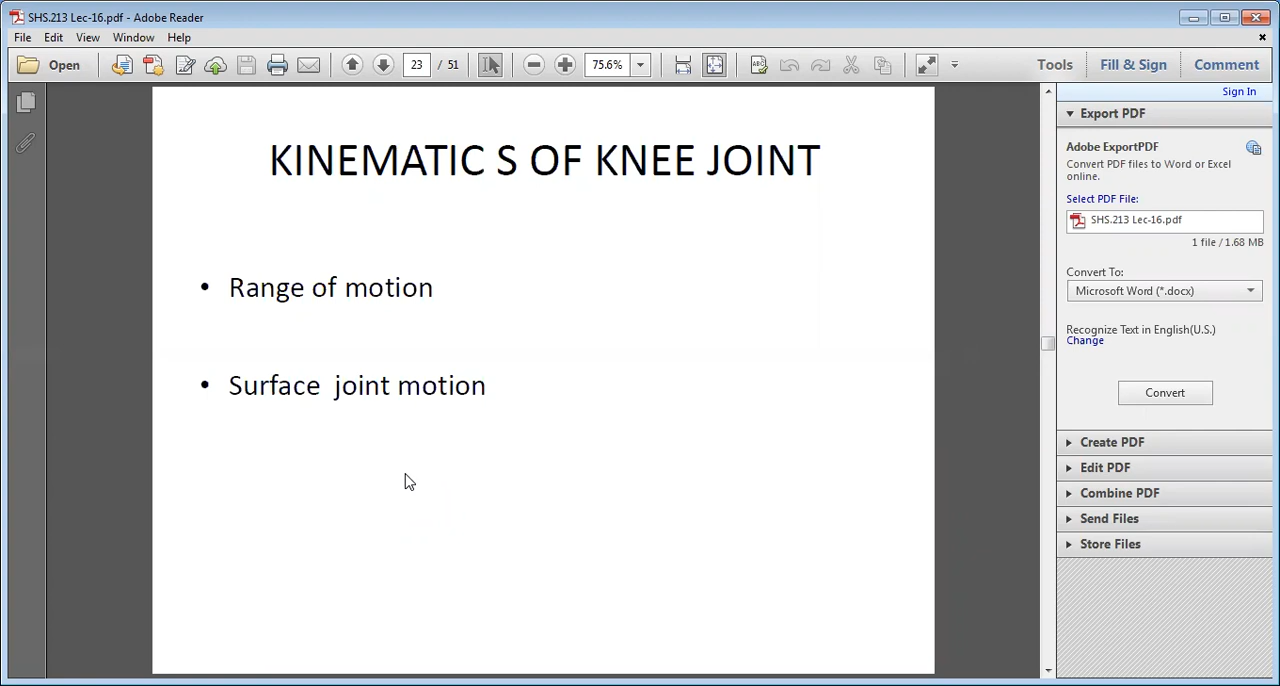 SHS.213 Lec-16.pdf - Adobe Reader
File Edit View Window Help
Open 23 / 51 75.6% Tools Fill & Sign Comment
Sign In
Export PDF
Adobe ExportPDF
Convert PDF files to Word or Excel
online.
Select PDF File:
SHS.213 Lec-16.pdf
1 file / 1.68 MB
Convert To:
Microsoft Word (*.docx)
Recognize Text in English(U.S.)
Change
Convert
Create PDF
Edit PDF
Combine PDF
Send Files
Store Files
KINEMATIC S OF KNEE JOINT
• Range of motion
• Surface joint motion